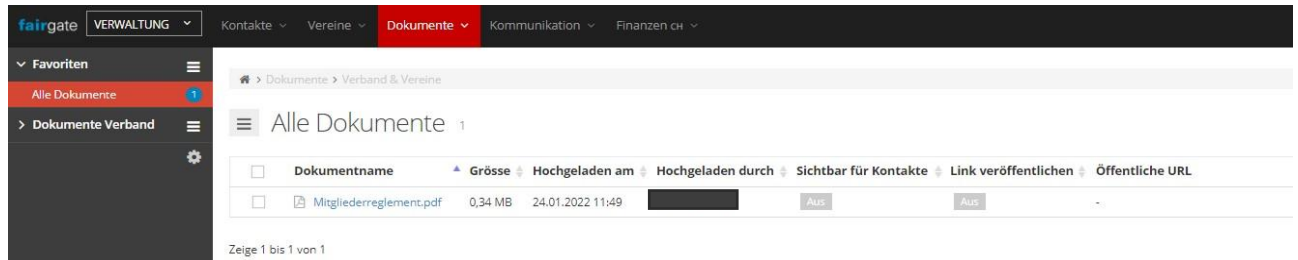 fairgate VERWALTUNG Kontakte Vereine Dokumente Kommunikation Finanzen CH
Favoriten
Dokumente > Verband & Vereine
Alle Dokumente 1
Dokumente Verband
Alle Dokumente 1
Dokumentname Grösse Hochgeladen am Hochgeladen durch Sichtbar für Kontakte Link veröffentlichen Öffentliche URL
Mitgliederreglement.pdf 0,34 MB 24.01.2022 11:49 Aus Aus -
Zeige 1 bis 1 von 1